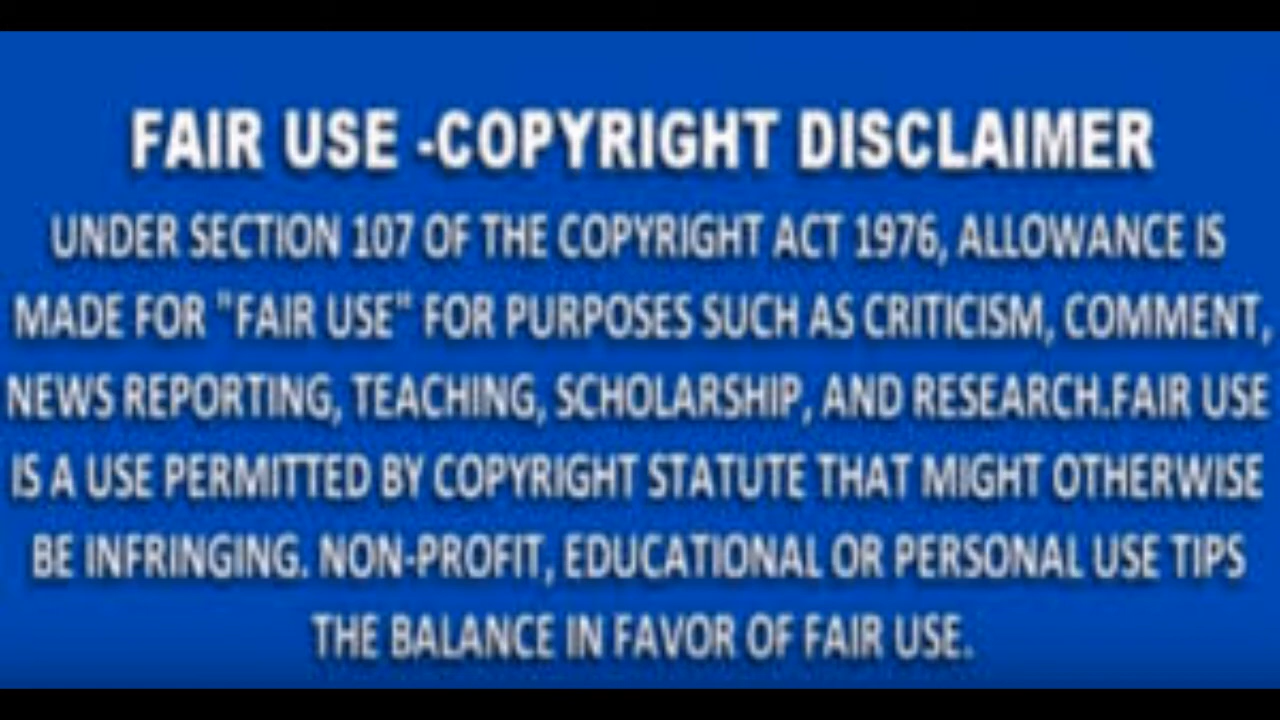 FAIR USE -COPYRIGHT DISCLAIMER
UNDER SECTION 107 OF THE COPYRIGHT ACT 1976, ALLOWANCE IS
MADE FOR "FAIR USE" FOR PURPOSES SUCH AS CRITICISM, COMMENT,
NEWS REPORTING, TEACHING, SCHOLARSHIP, AND RESEARCH.FAIR USE
IS A USE PERMITTED BY COPYRIGHT STATUTE THAT MIGHT OTHERWISE
BE INFRINGING. NON-PROFIT, EDUCATIONAL OR PERSONAL USE TIPS
THE BALANCE IN FAVOR OF FAIR USE.